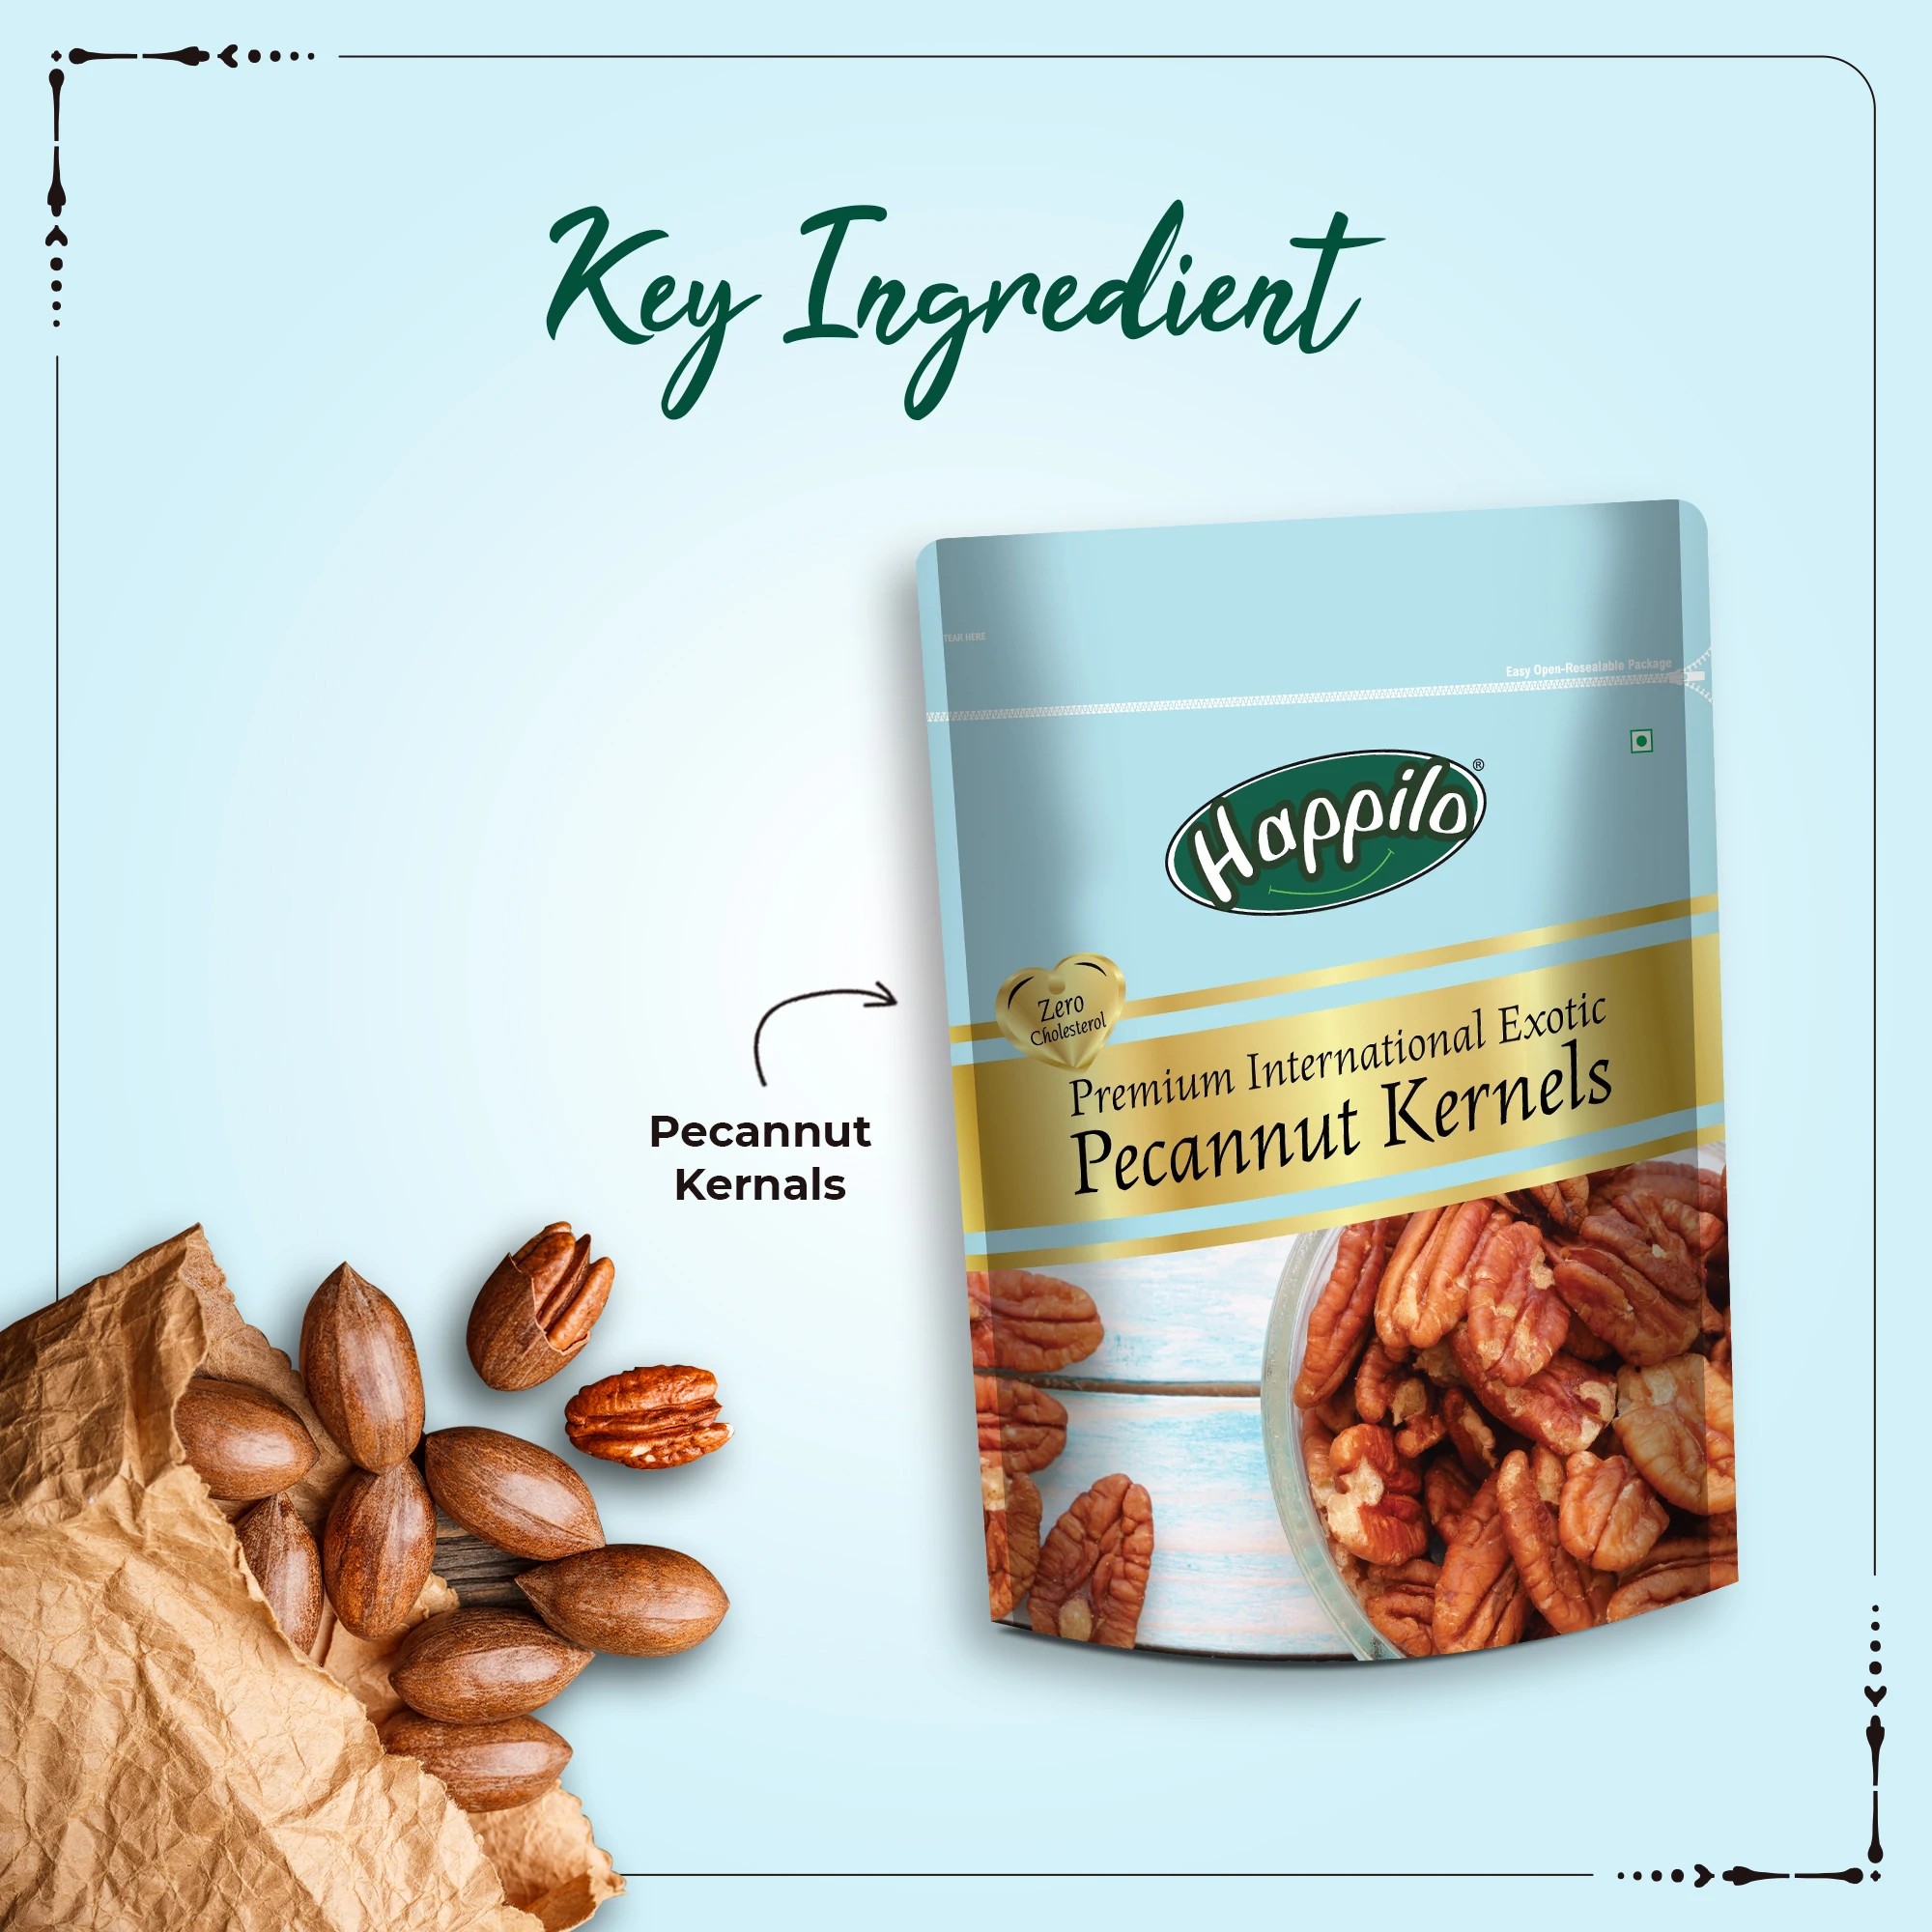 Key Ingredient
TEAR HERE
Easy Open-Resealable Package
Happilo®
Zero
Cholesterol
Premium International Exotic
Pecannut Kernels
Pecannut
Kernals